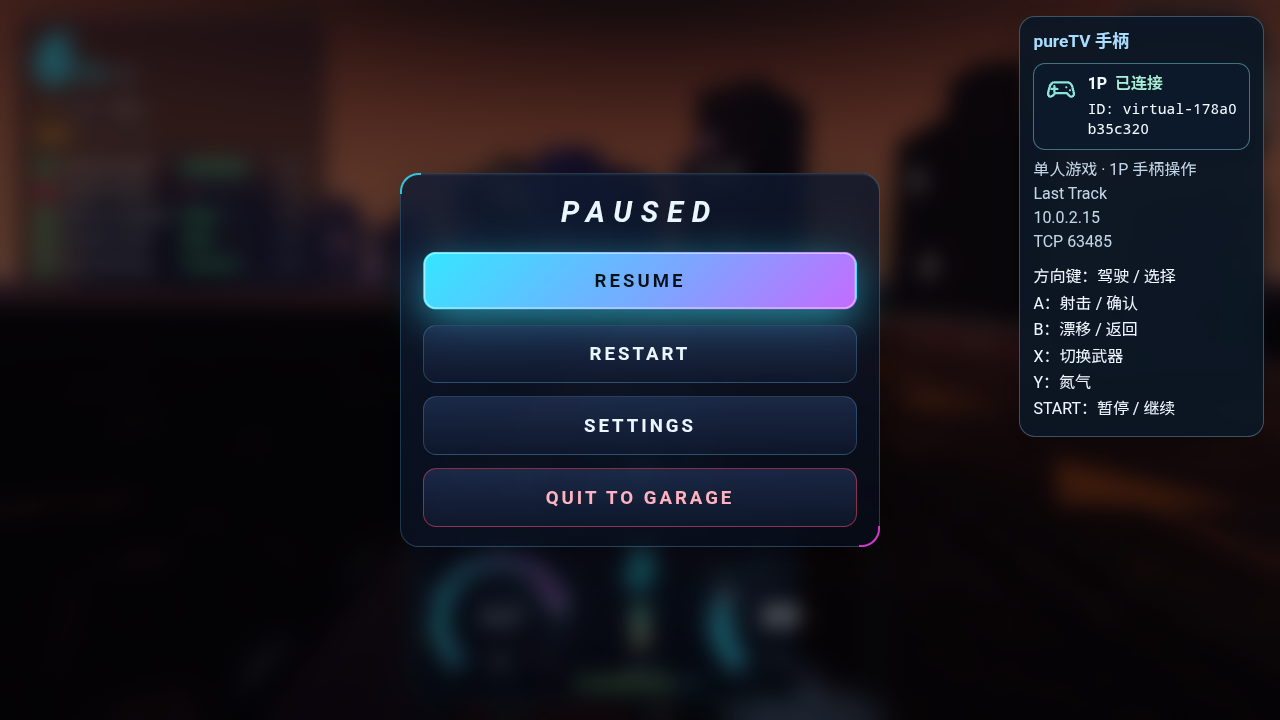 PAUSED
RESUME
RESTART
SETTINGS
QUIT TO GARAGE
pureTV 手柄
1P 已连接
ID: virtual-178a0
b35c320
单人游戏 · 1P 手柄操作
Last Track
10.0.2.15
TCP 63485
方向键：驾驶 / 选择
A：射击 / 确认
B：漂移 / 返回
X：切换武器
Y：氮气
START：暂停 / 继续